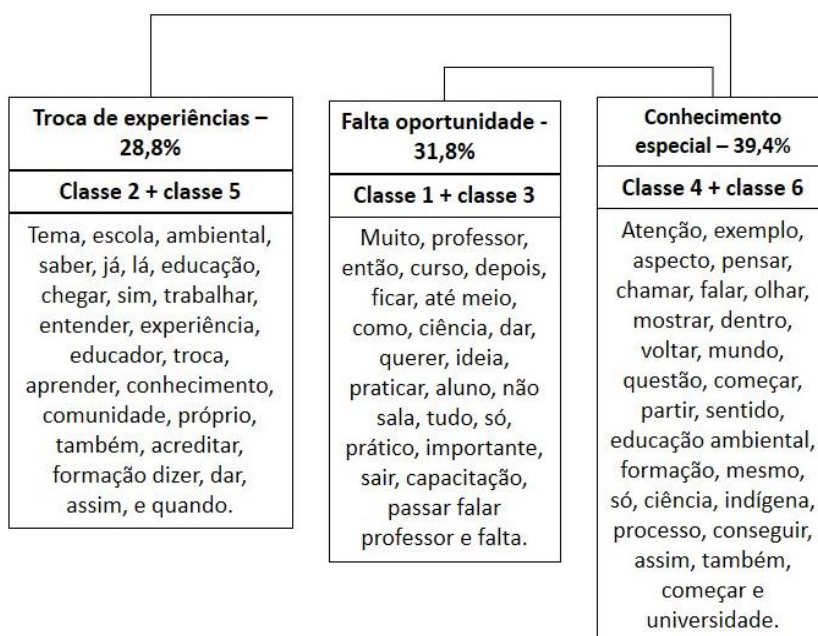 Troca de experiências –
28,8%
Classe 2 + classe 5
Tema, escola, ambiental,
saber, já, lá, educação,
chegar, sim, trabalhar,
entender, experiência,
educador, troca,
aprender, conhecimento,
comunidade, próprio,
também, acreditar,
formação dizer, dar,
assim, e quando.
Falta oportunidade -
31,8%
Classe 1 + classe 3
Muito, professor,
então, curso, depois,
ficar, até meio,
como, ciência, dar,
querer, ideia,
praticar, aluno, não
sala, tudo, só,
prático, importante,
sair, capacitação,
passar falar
professor e falta.
Conhecimento
especial – 39,4%
Classe 4 + classe 6
Atenção, exemplo,
aspecto, pensar,
chamar, falar, olhar,
mostrar, dentro,
voltar, mundo,
questão, começar,
partir, sentido,
educação ambiental,
formação, mesmo,
só, ciência, indígena,
processo, conseguir,
assim, também,
começar e
universidade.